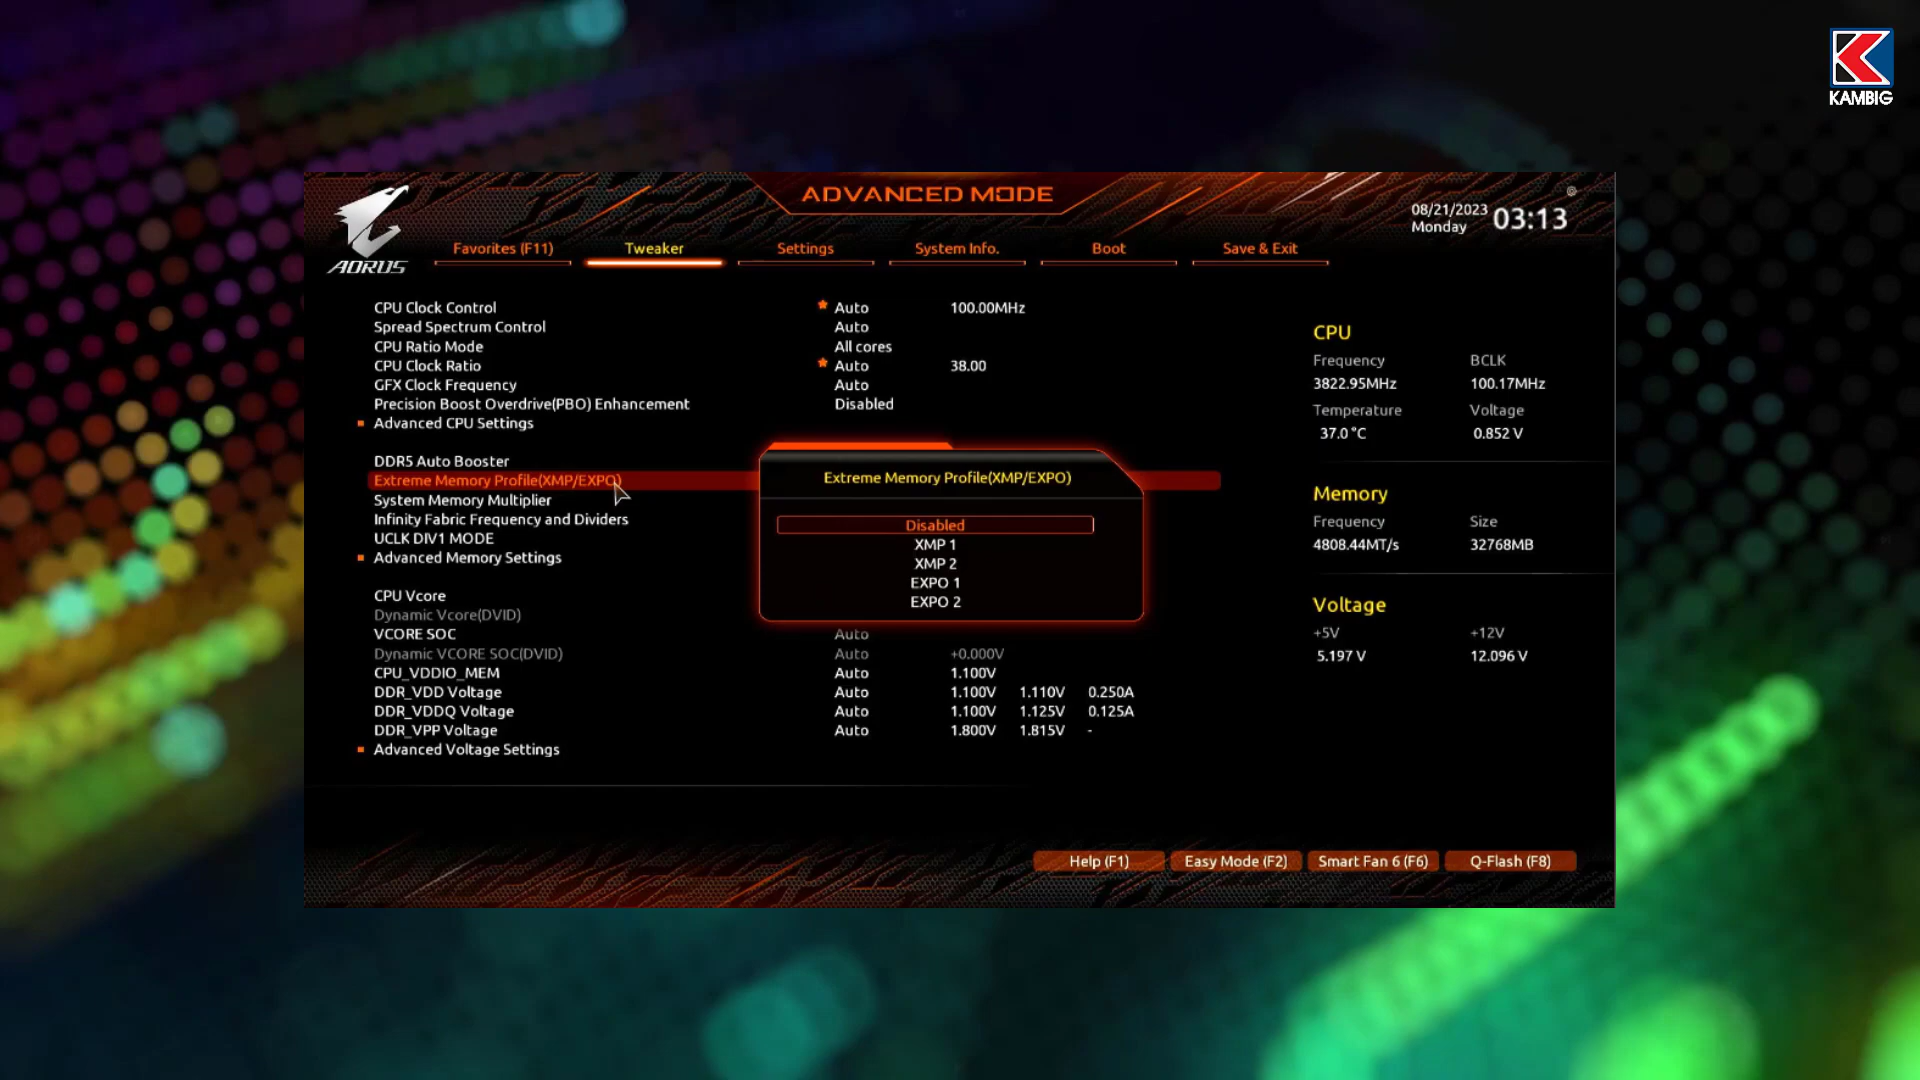 KAMBIG
ADVANCED MODE
08/21/2023
Monday
03:13
AORUS
Favorites (F11) Tweaker Settings System Info. Boot Save & Exit
CPU Clock Control Auto 100.00MHz
Spread Spectrum Control Auto
CPU Ratio Mode All cores
CPU Clock Ratio Auto 38.00
GFX Clock Frequency Auto
Precision Boost Overdrive(PBO) Enhancement Disabled
Advanced CPU Settings
DDR5 Auto Booster
Extreme Memory Profile(XMP/EXPO)
System Memory Multiplier
Infinity Fabric Frequency and Dividers
UCLK DIV1 MODE
Advanced Memory Settings
CPU Vcore
Dynamic Vcore(DVID)
VCORE SOC Auto
Dynamic VCORE SOC(DVID) Auto +0.000V
CPU_VDDIO_MEM Auto 1.100V
DDR_VDD Voltage Auto 1.100V 1.110V 0.250A
DDR_VDDQ Voltage Auto 1.100V 1.125V 0.125A
DDR_VPP Voltage Auto 1.800V 1.815V -
Advanced Voltage Settings
Extreme Memory Profile(XMP/EXPO)
Disabled
XMP 1
XMP 2
EXPO 1
EXPO 2
CPU
Frequency BCLK
3822.95MHz 100.17MHz
Temperature Voltage
37.0 °C 0.852 V
Memory
Frequency Size
4808.44MT/s 32768MB
Voltage
+5V +12V
5.197 V 12.096 V
Help (F1) Easy Mode (F2) Smart Fan 6 (F6) Q-Flash (F8)